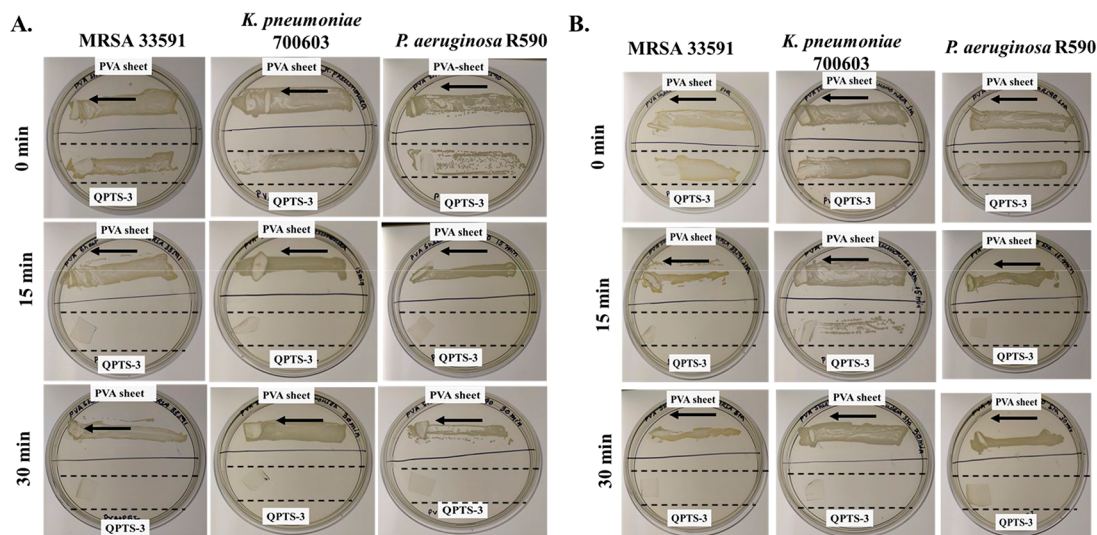 A.
MRSA 33591
K. pneumoniae
700603
P. aeruginosa R590
0 min
PVA sheet
PVA sheet
PVA-sheet
QPTS-3
QPTS-3
QPTS-3
15 min
PVA sheet
PVA sheet
PVA sheet
QPTS-3
QPTS-3
QPTS-3
30 min
PVA sheet
PVA sheet
PVA sheet
QPTS-3
QPTS-3
QPTS-3
B.
MRSA 33591
K. pneumoniae
700603
P. aeruginosa R590
0 min
PVA sheet
PVA sheet
PVA sheet
QPTS-3
QPTS-3
QPTS-3
15 min
PVA sheet
PVA sheet
PVA sheet
QPTS-3
QPTS-3
QPTS-3
30 min
PVA sheet
PVA sheet
PVA sheet
QPTS-3
QPTS-3
QPTS-3